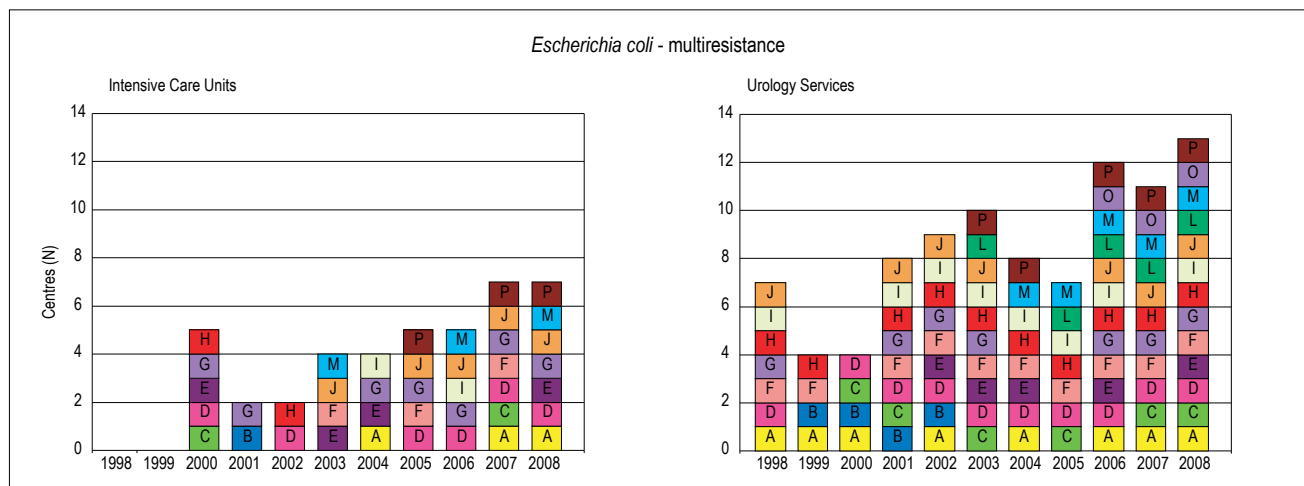 Escherichia coli - multiresistance
Intensive Care Units
Centres (N)
14
12
10
8
P P
6 J M
H P M G J
4 G M I J J F G
E J G G I D E
2 D G H F E F G C D
C B D E A D D A A
0
1998 1999 2000 2001 2002 2003 2004 2005 2006 2007 2008
Urology Services
14
P
12 P O
O P M
10 P M O L
J L L M J
8 J I J P J L I
J I H I M M I J H
6 I H G H I L H H G
H G F G H I G G F
4 G H D F E F F H F F E
F F C D D E E F E D D
2 D B B C B D D D D C C
A A A B A C A C A A A
0
1998 1999 2000 2001 2002 2003 2004 2005 2006 2007 2008